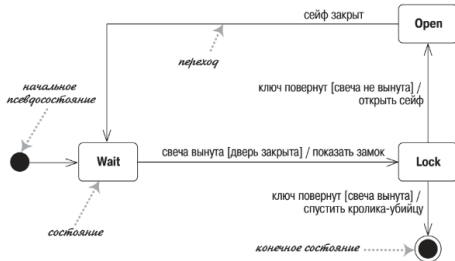 сейф закрыт
Open
переход
начальное
псевдосостояние
ключ повернут [свеча не вынута] /
открыть сейф
Wait
свеча вынута [дверь закрыта] / показать замок
Lock
ключ повернут [свеча вынута] /
спустить кролика-убийцу
состояние
конечное состояние